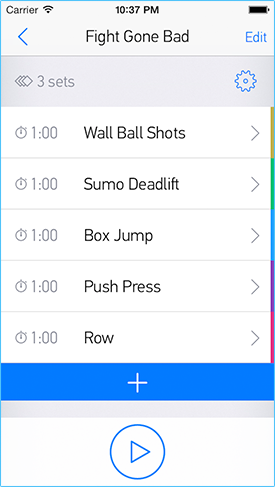 Carrier 10:37 PM
Fight Gone Bad Edit
3 sets
1:00 Wall Ball Shots
1:00 Sumo Deadlift
1:00 Box Jump
1:00 Push Press
1:00 Row